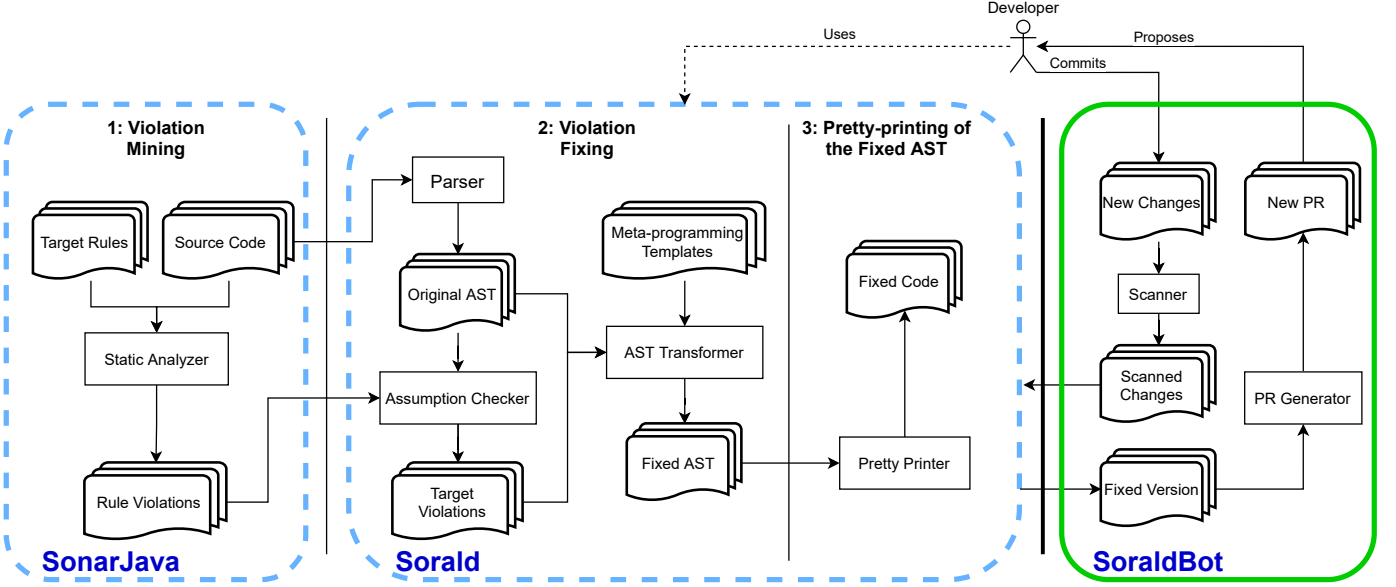 Developer
Uses
Proposes
Commits
1: Violation
Mining
2: Violation
Fixing
3: Pretty-printing of
the Fixed AST
Target Rules
Source Code
Static Analyzer
Rule Violations
SonarJava
Parser
Original AST
Assumption Checker
Target
Violations
Meta-programming
Templates
AST Transformer
Fixed AST
Sorald
Fixed Code
Pretty Printer
New Changes
Scanner
Scanned
Changes
Fixed Version
New PR
PR Generator
SoraldBot